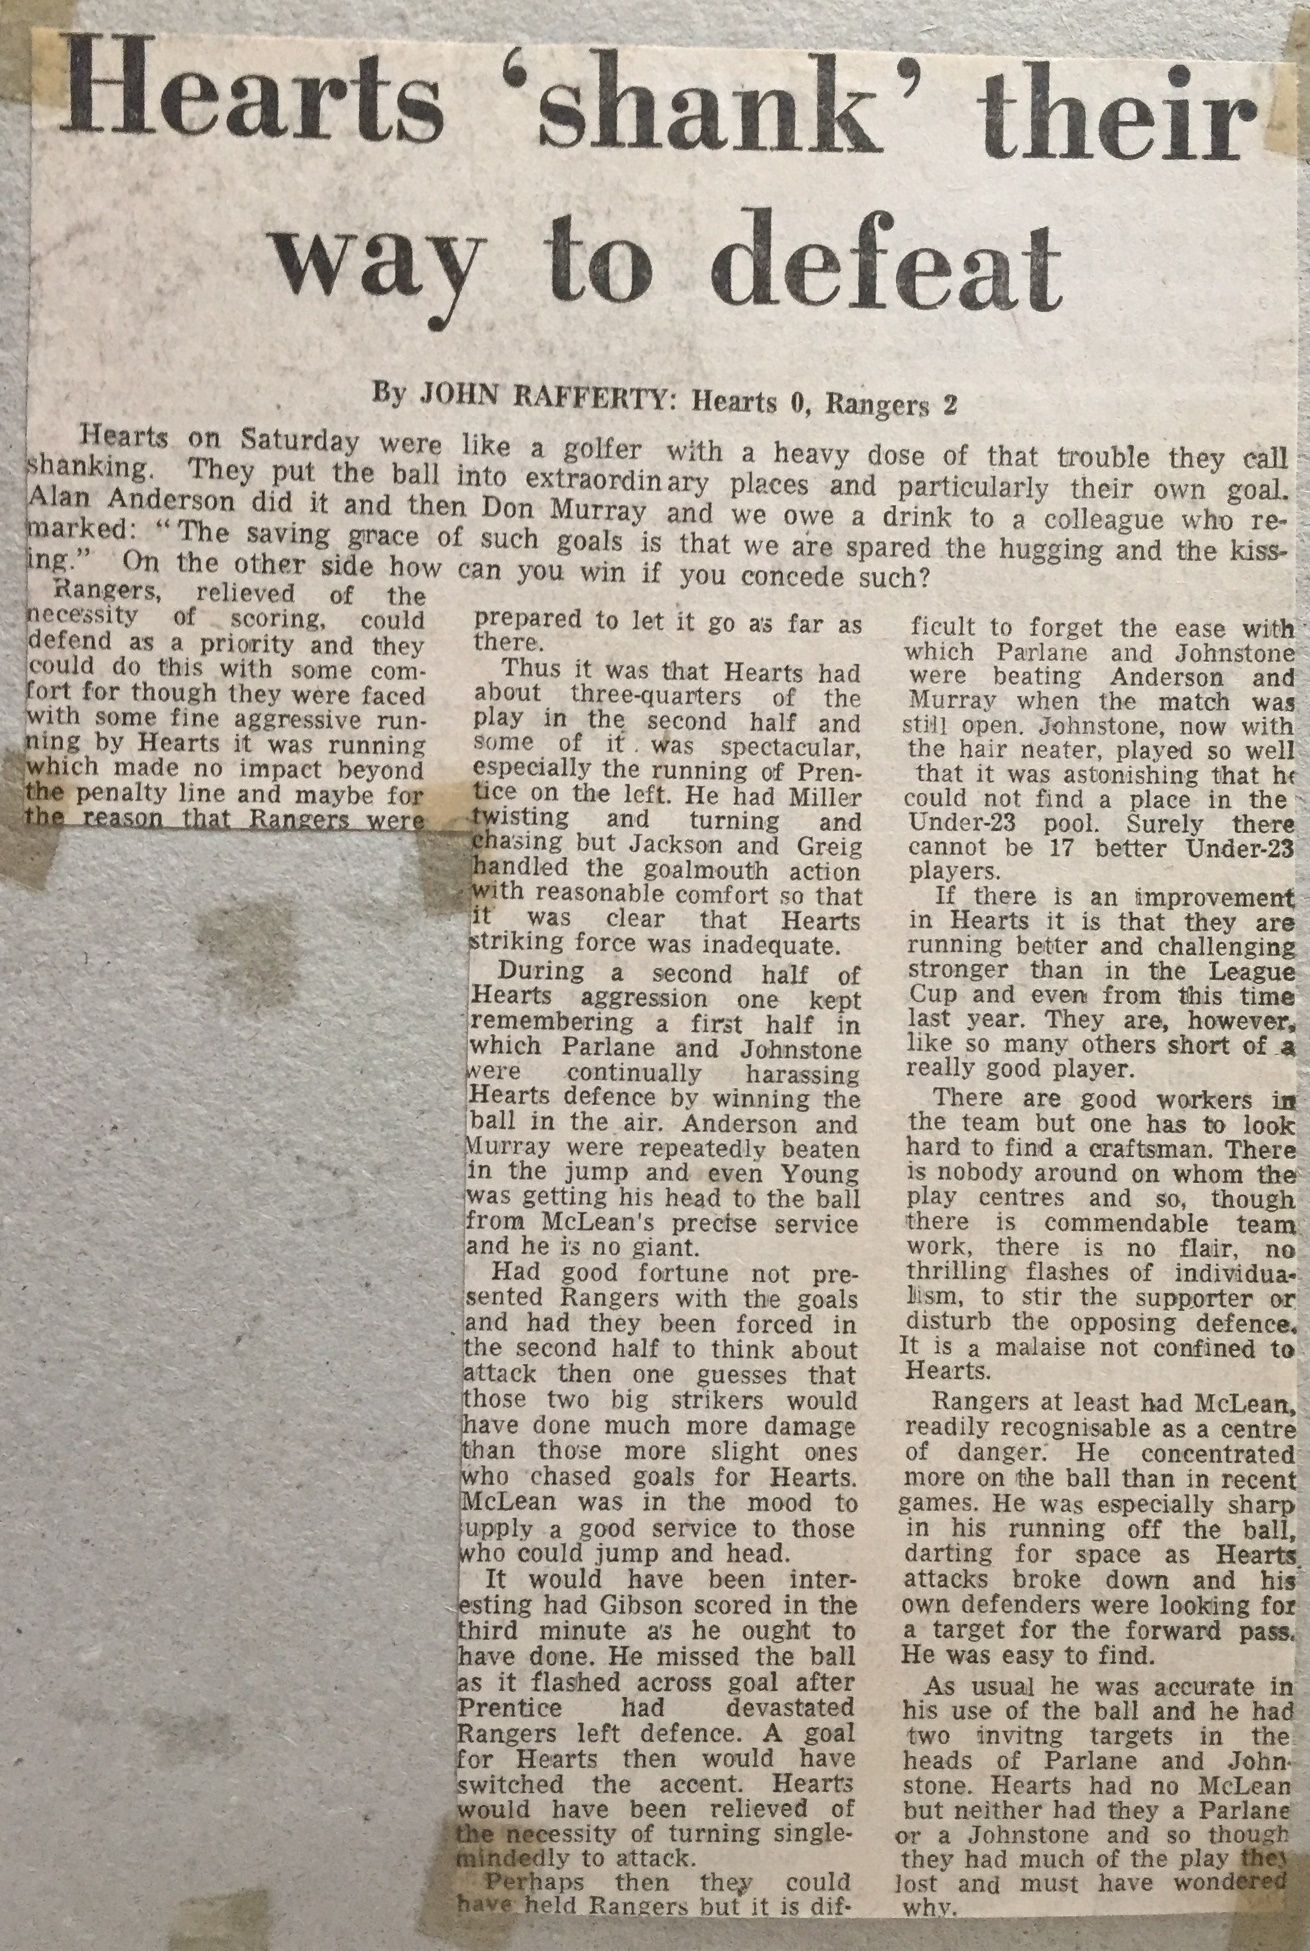 Hearts ‘shank’ their
way to defeat
By JOHN RAFFERTY: Hearts 0, Rangers 2
Hearts on Saturday were like a golfer with a heavy dose of that trouble they call
shanking. They put the ball into extraordinary places and particularly their own goal.
Alan Anderson did it and then Don Murray and we owe a drink to a colleague who re-
marked: “The saving grace of such goals is that we are spared the hugging and the kiss-
ing.” On the other side how can you win if you concede such?
Rangers, relieved of the
necessity of scoring, could
defend as a priority and they
could do this with some com-
fort for though they were faced
with some fine aggressive run-
ning by Hearts it was running
which made no impact beyond
the penalty line and maybe for
the reason that Rangers were
prepared to let it go as far as
there.
Thus it was that Hearts had
about three-quarters of the
play in the second half and
some of it was spectacular,
especially the running of Pren-
tice on the left. He had Miller
twisting and turning and
chasing but Jackson and Greig
handled the goalmouth action
with reasonable comfort so that
it was clear that Hearts
striking force was inadequate.
During a second half of
Hearts aggression one kept
remembering a first half in
which Parlane and Johnstone
were continually harassing
Hearts defence by winning the
ball in the air. Anderson and
Murray were repeatedly beaten
in the jump and even Young
was getting his head to the ball
from McLean's precise service
and he is no giant.
Had good fortune not pre-
sented Rangers with the goals
and had they been forced in
the second half to think about
attack then one guesses that
those two big strikers would
have done much more damage
than those more slight ones
who chased goals for Hearts.
McLean was in the mood to
upply a good service to those
who could jump and head.
It would have been inter-
esting had Gibson scored in the
third minute as he ought to
have done. He missed the ball
as it flashed across goal after
Prentice had devastated
Rangers left defence. A goal
for Hearts then would have
switched the accent. Hearts
would have been relieved of
the necessity of turning single-
mindedly to attack.
Perhaps then they could
have held Rangers but it is dif-
ficult to forget the ease with
which Parlane and Johnstone
were beating Anderson and
Murray when the match was
still open. Johnstone, now with
the hair neater, played so well
that it was astonishing that he
could not find a place in the
Under-23 pool. Surely there
cannot be 17 better Under-23
players.
If there is an improvement
in Hearts it is that they are
running better and challenging
stronger than in the League
Cup and even from this time
last year. They are, however,
like so many others short of a
really good player.
There are good workers in
the team but one has to look
hard to find a craftsman. There
is nobody around on whom the
play centres and so, though
there is commendable team
work, there is no flair, no
thrilling flashes of individua-
lism, to stir the supporter or
disturb the opposing defence.
It is a malaise not confined to
Hearts.
Rangers at least had McLean,
readily recognisable as a centre
of danger. He concentrated
more on the ball than in recent
games. He was especially sharp
in his running off the ball,
darting for space as Hearts
attacks broke down and his
own defenders were looking for
a target for the forward pass.
He was easy to find.
As usual he was accurate in
his use of the ball and he had
two invitng targets in the
heads of Parlane and John-
stone. Hearts had no McLean
but neither had they a Parlane
or a Johnstone and so though
they had much of the play they
lost and must have wondered
why.